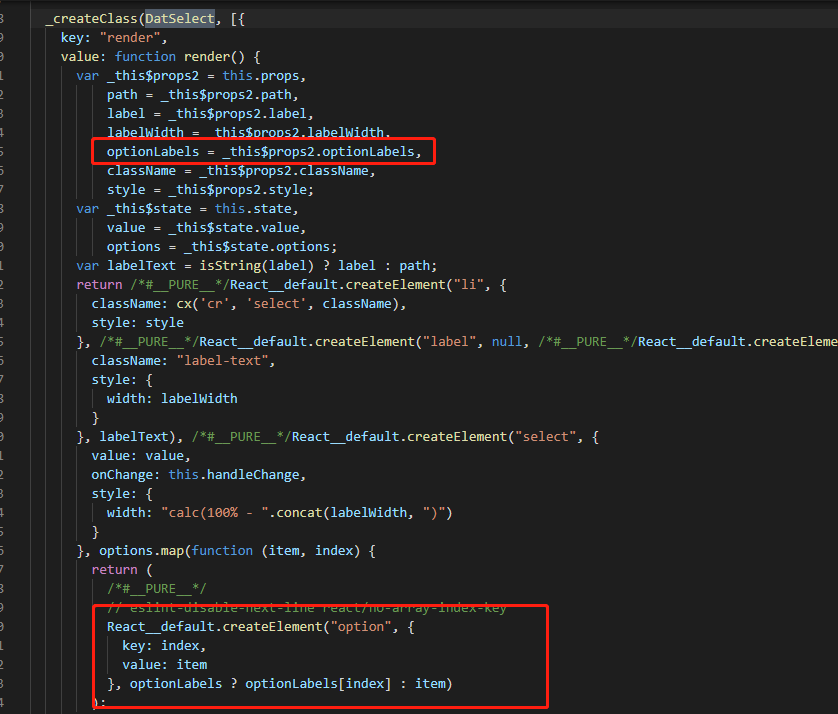 _createClass(DatSelect, [{
key: "render",
value: function render() {
var _this$props2 = this.props,
path = _this$props2.path,
label = _this$props2.label,
labelWidth = _this$props2.labelWidth,
optionLabels = _this$props2.optionLabels,
className = _this$props2.className,
style = _this$props2.style;
var _this$state = this.state,
value = _this$state.value,
options = _this$state.options;
var labelText = isString(label) ? label : path;
return /*#__PURE__*/React__default.createElement("li", {
className: cx('cr', 'select', className),
style: style
}, /*#__PURE__*/React__default.createElement("label", null, /*#__PURE__*/React__default.createEleme
className: "label-text",
style: {
width: labelWidth
}
}, labelText), /*#__PURE__*/React__default.createElement("select", {
value: value,
onChange: this.handleChange,
style: {
width: "calc(100% - ".concat(labelWidth, ")")
}
}, options.map(function (item, index) {
return (
/*#__PURE__*/
// eslint-disable-next-line react/no-array-index-key
React__default.createElement("option", {
key: index,
value: item
}, optionLabels ? optionLabels[index] : item)
);